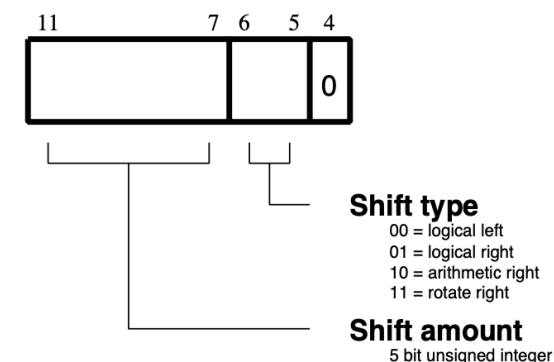 11 7 6 5 4
0
Shift type
00 = logical left
01 = logical right
10 = arithmetic right
11 = rotate right
Shift amount
5 bit unsigned integer